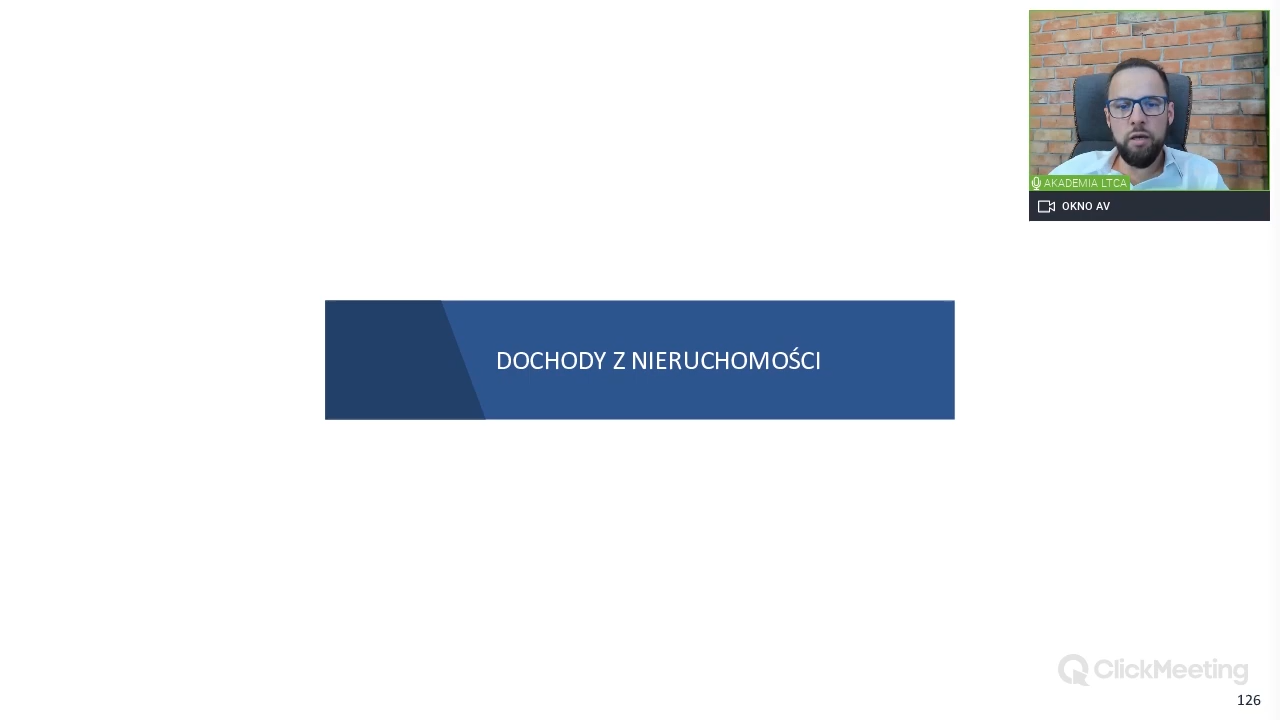 AKADEMIA LTCA
OKNO AV
DOCHODY Z NIERUCHOMOŚCI
ClickMeeting
126